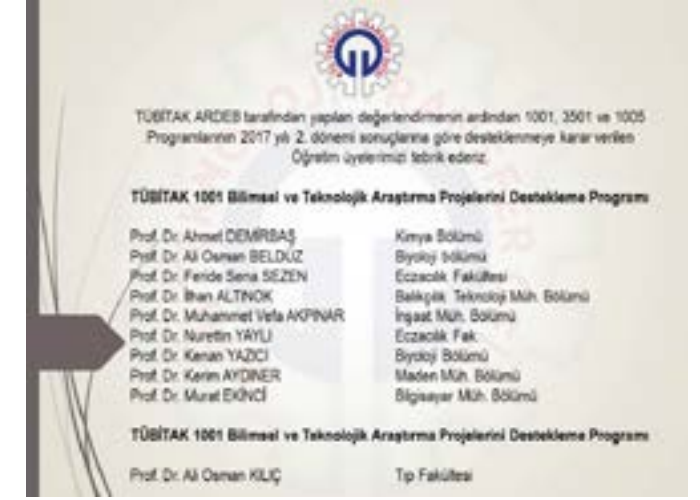 TÜBİTAK ARDEB tarafından yapılan değerlendirmenin ardından 1001, 3501 ve 1005
Programlarının 2017 yılı 2. dönemi sonuçlarına göre desteklenmeye karar verilen
Öğretim üyelerimizi tebrik ederiz.
TÜBİTAK 1001 Bilimsel ve Teknolojik Araştırma Projelerini Destekleme Programı
Prof. Dr. Ahmet DEMİRBAŞ Kimya Bölümü
Prof. Dr. Ali Osman BELDÜZ Biyoloji bölümü
Prof. Dr. Feride Sena SEZEN Eczacılık Fakültesi
Prof. Dr. İlhan ALTINOK Balıkçılık Teknoloji Müh. Bölümü
Prof. Dr. Muhammet Vefa AKPINAR İnşaat Müh. Bölümü
Prof. Dr. Nurettin YAYLI Eczacılık Fak.
Prof. Dr. Kenan YAZICI Biyoloji Bölümü
Prof. Dr. Kerim AYDINER Maden Müh. Bölümü
Prof. Dr. Murat EKİNCİ Bilgisayar Müh. Bölümü
TÜBİTAK 1001 Bilimsel ve Teknolojik Araştırma Projelerini Destekleme Programı
Prof. Dr. Ali Osman KILIÇ Tıp Fakültesi